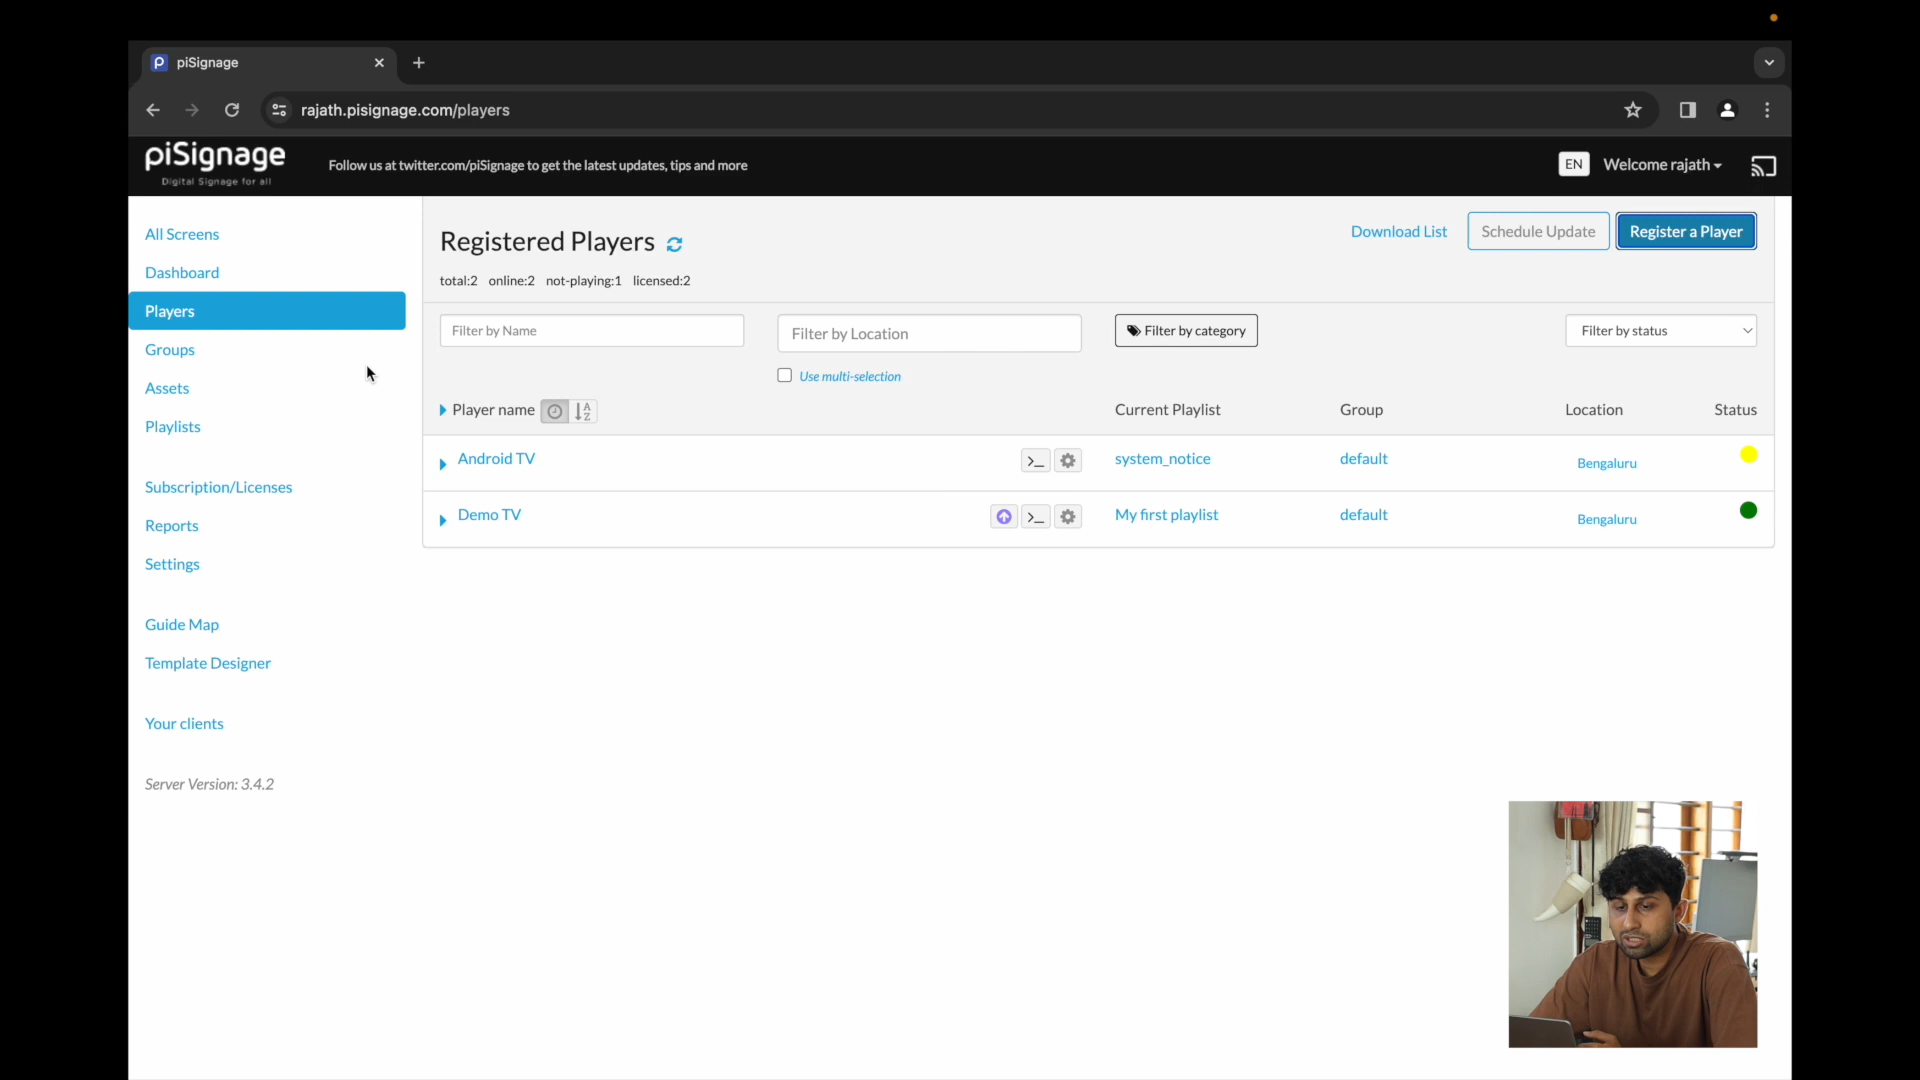 piSignage
rajath.pisignage.com/players
piSignage
Digital Signage for all
Follow us at twitter.com/piSignage to get the latest updates, tips and more
EN
Welcome rajath
All Screens
Dashboard
Players
Groups
Assets
Playlists
Subscription/Licenses
Reports
Settings
Guide Map
Template Designer
Your clients
Server Version: 3.4.2
Registered Players
Download List
Schedule Update
Register a Player
total:2 online:2 not-playing:1 licensed:2
Filter by Name
Filter by Location
Filter by category
Filter by status
Use multi-selection
Player name
Current Playlist
Group
Location
Status
Android TV
system_notice
default
Bengaluru
Demo TV
My first playlist
default
Bengaluru